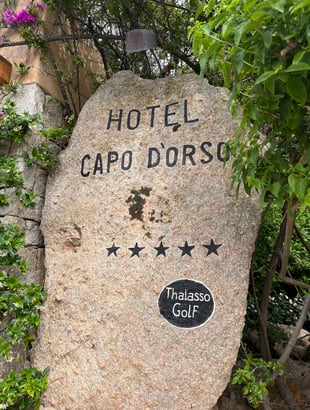 HOTEL
CAPO D'ORSO
★★★★★
Thalasso
GOLF